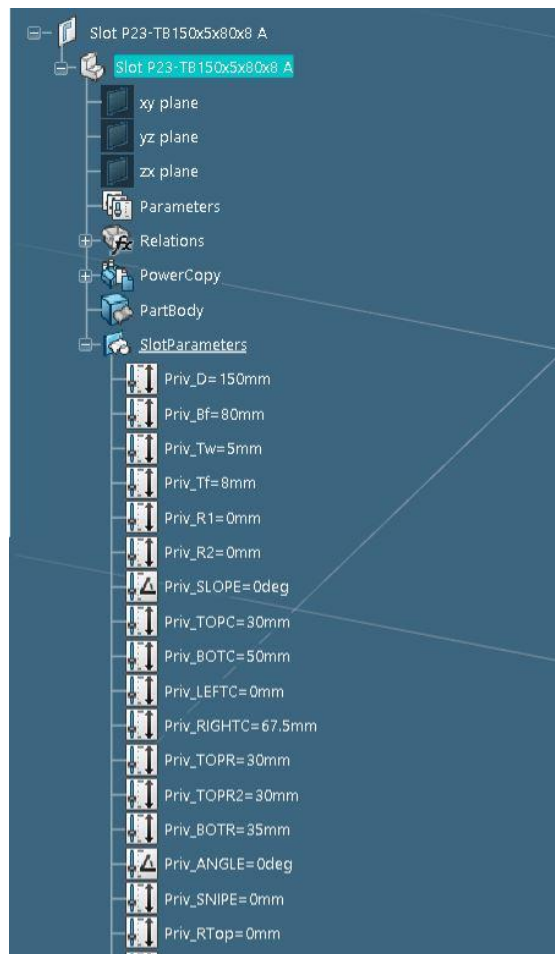 Slot P23-TB150x5x80x8 A
Slot P23-TB150x5x80x8 A
xy plane
yz plane
zx plane
Parameters
Relations
PowerCopy
PartBody
SlotParameters
Priv_D=150mm
Priv_Bf=80mm
Priv_Tw=5mm
Priv_Tf=8mm
Priv_R1=0mm
Priv_R2=0mm
Priv_SLOPE=0deg
Priv_TOPC=30mm
Priv_BOTC=50mm
Priv_LEFTC=0mm
Priv_RIGHTC=67.5mm
Priv_TOPR=30mm
Priv_TOPR2=30mm
Priv_BOTR=35mm
Priv_ANGLE=0deg
Priv_SNIPE=0mm
Priv_RTop=0mm